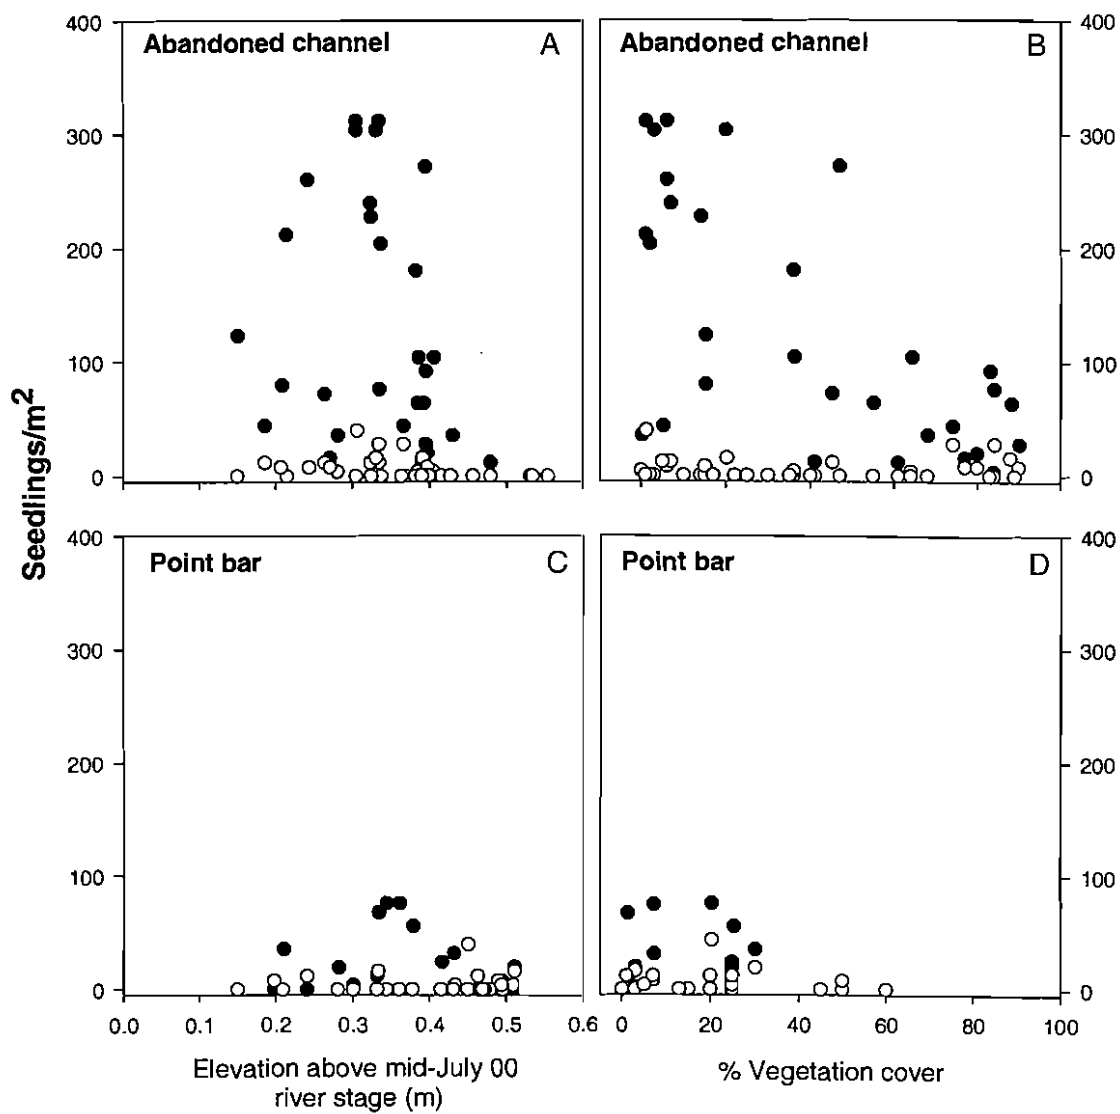 400
400
Abandoned channel A
Abandoned channel B
300
300
200
200
100
100
0
0
Seedlings/m²
400
400
Point bar C
Point bar D
300
300
200
200
100
100
0
0
0.0 0.1 0.2 0.3 0.4 0.5 0.6
0 20 40 60 80 100
Elevation above mid-July 00
river stage (m)
% Vegetation cover